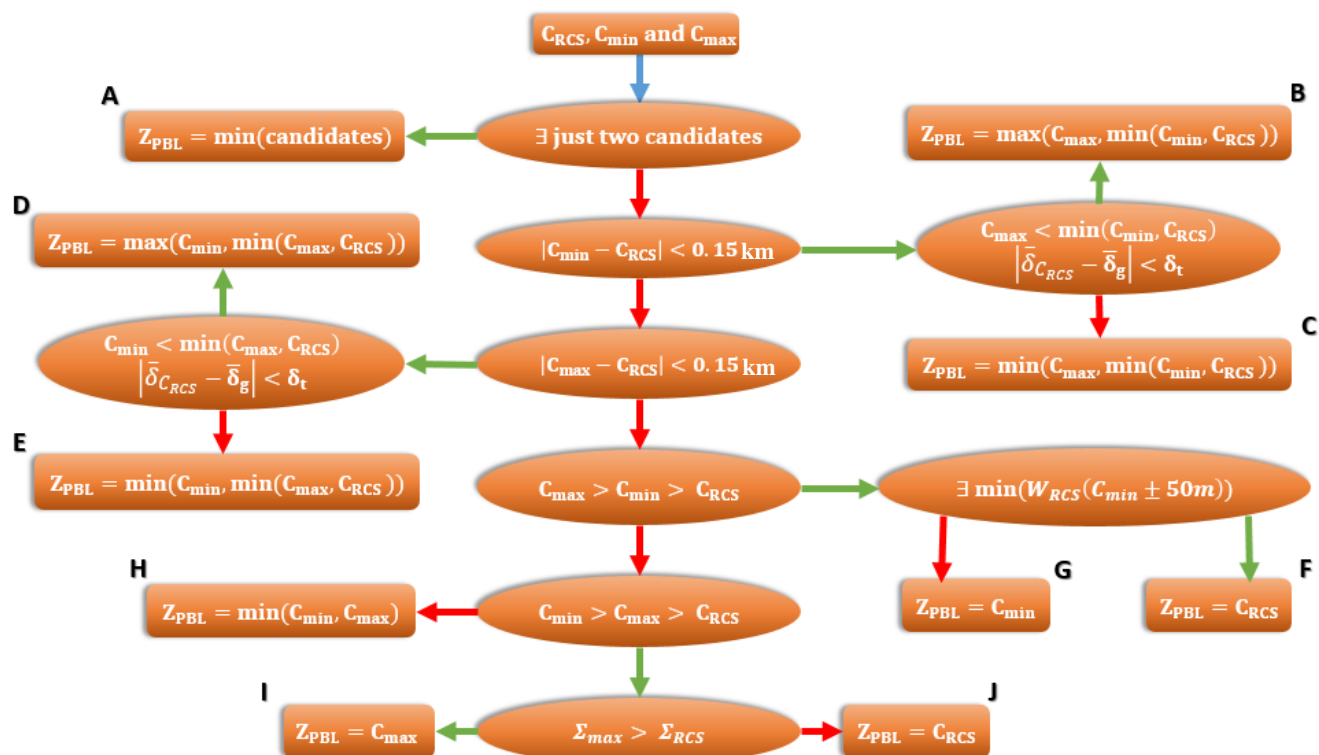 C_RCS, C_min and C_max
A
Z_PBL = min(candidates)
∃ just two candidates
B
Z_PBL = max(C_max, min(C_min, C_RCS))
D
Z_PBL = max(C_min, min(C_max, C_RCS))
|C_min − C_RCS| < 0.15 km
C_max < min(C_min, C_RCS)
|δ̄_C_RCS − δ̄_g| < δ_t
C_min < min(C_max, C_RCS)
|δ̄_C_RCS − δ̄_g| < δ_t
|C_max − C_RCS| < 0.15 km
C
Z_PBL = min(C_max, min(C_min, C_RCS))
E
Z_PBL = min(C_min, min(C_max, C_RCS))
C_max > C_min > C_RCS
∃ min(W_RCS(C_min ± 50m))
H
Z_PBL = min(C_min, C_max)
C_min > C_max > C_RCS
G
Z_PBL = C_min
F
Z_PBL = C_RCS
I
Z_PBL = C_max
Σ_max > Σ_RCS
J
Z_PBL = C_RCS